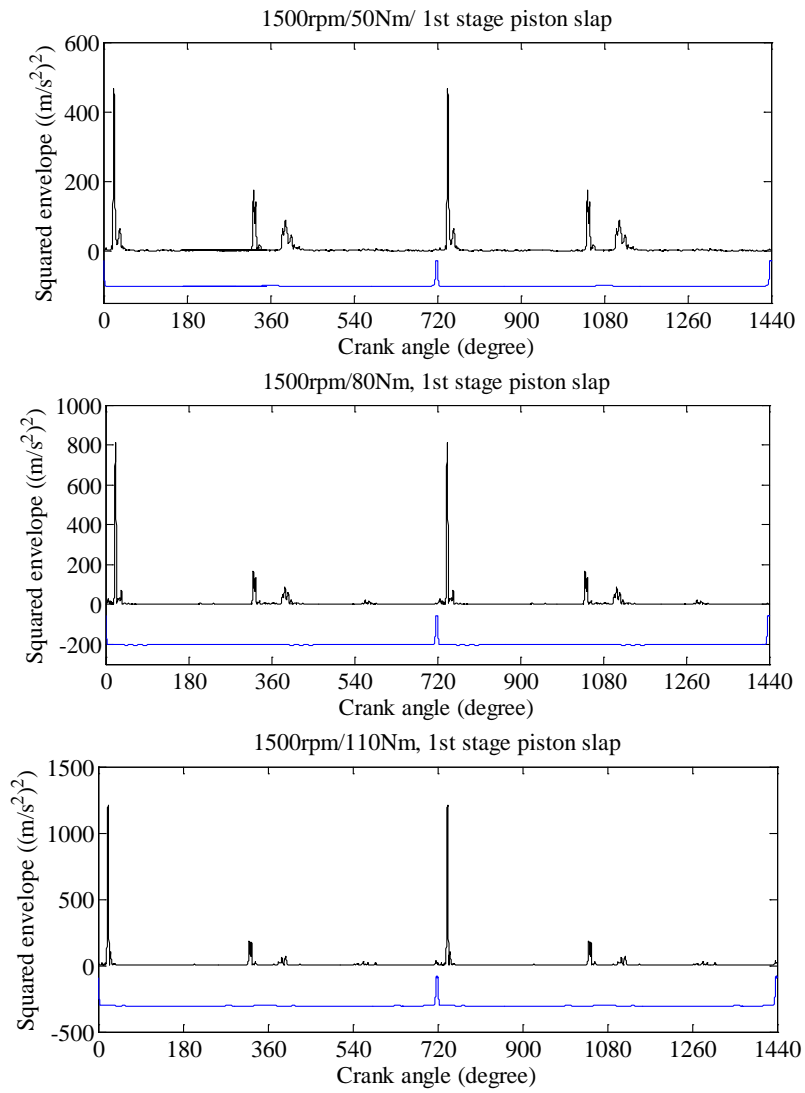 1500rpm/50Nm/ 1st stage piston slap
600
400
200
0
Squared envelope ((m/s²)²)
0 180 360 540 720 900 1080 1260 1440
Crank angle (degree)
1500rpm/80Nm, 1st stage piston slap
1000
800
600
400
200
0
-200
Squared envelope ((m/s²)²)
0 180 360 540 720 900 1080 1260 1440
Crank angle (degree)
1500rpm/110Nm, 1st stage piston slap
1500
1000
500
0
-500
Squared envelope ((m/s²)²)
0 180 360 540 720 900 1080 1260 1440
Crank angle (degree)